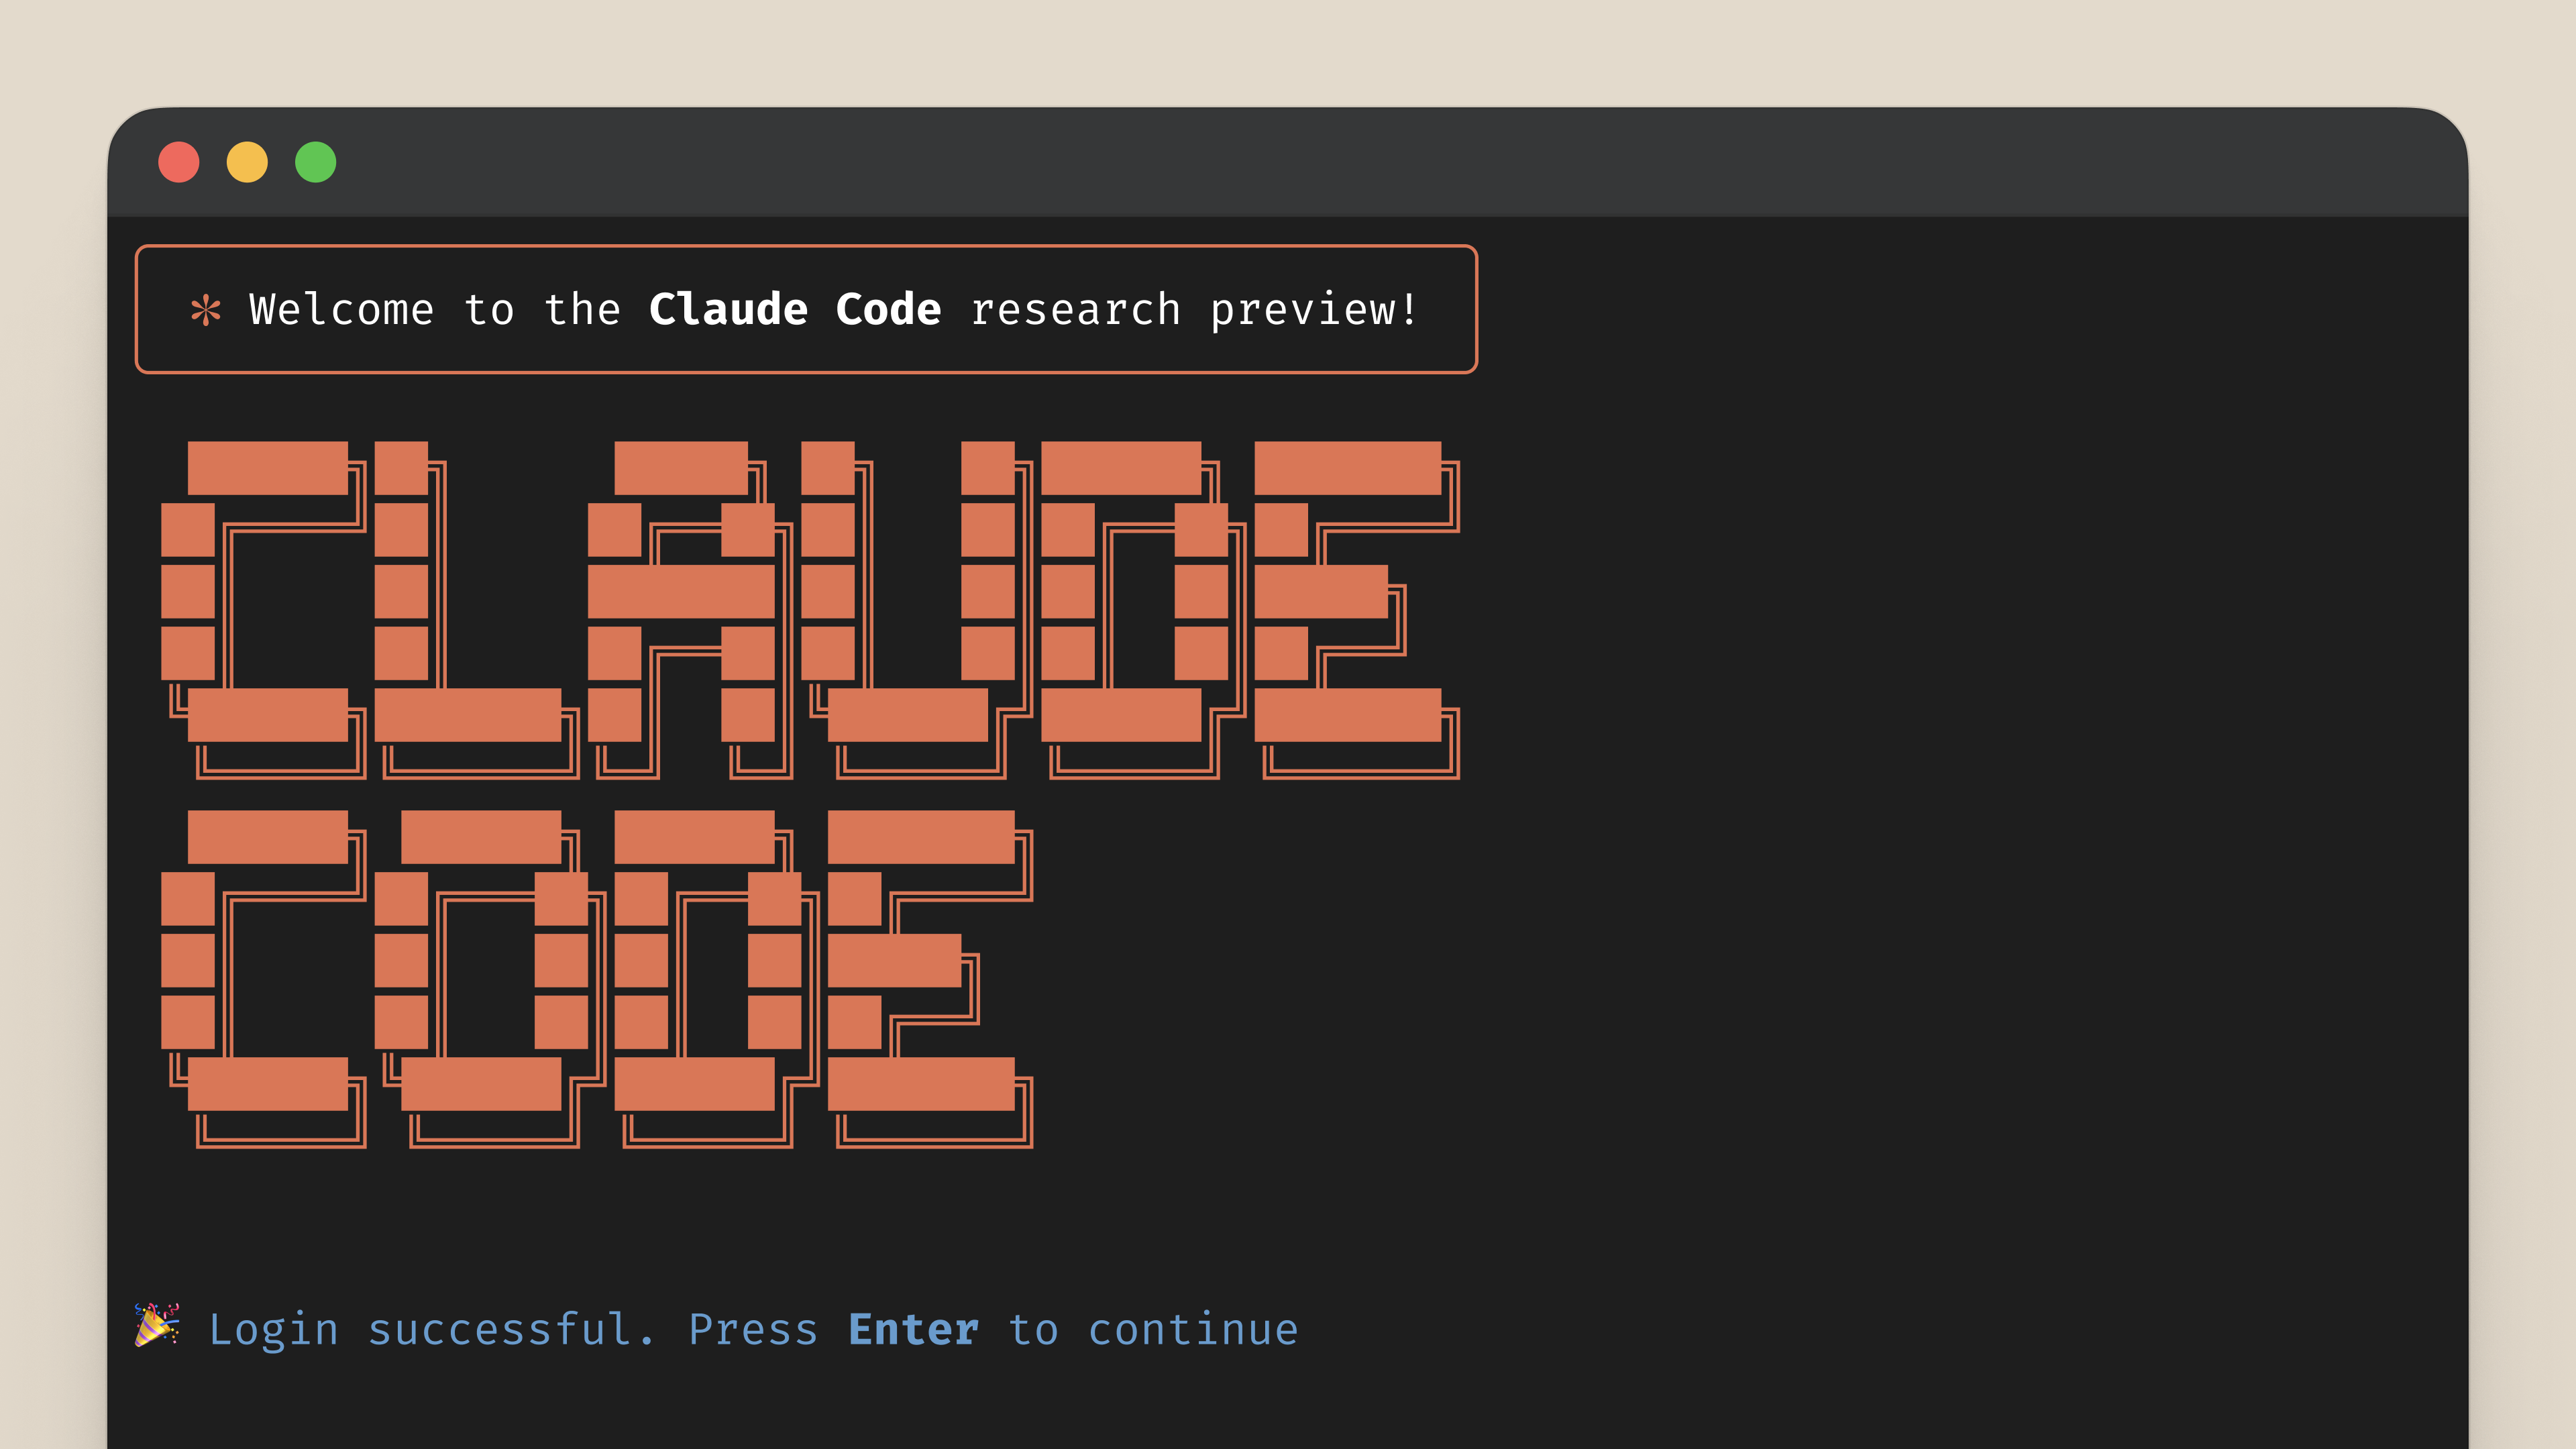 ✻ Welcome to the Claude Code research preview!
CLAUDE
CODE
🎉 Login successful. Press Enter to continue